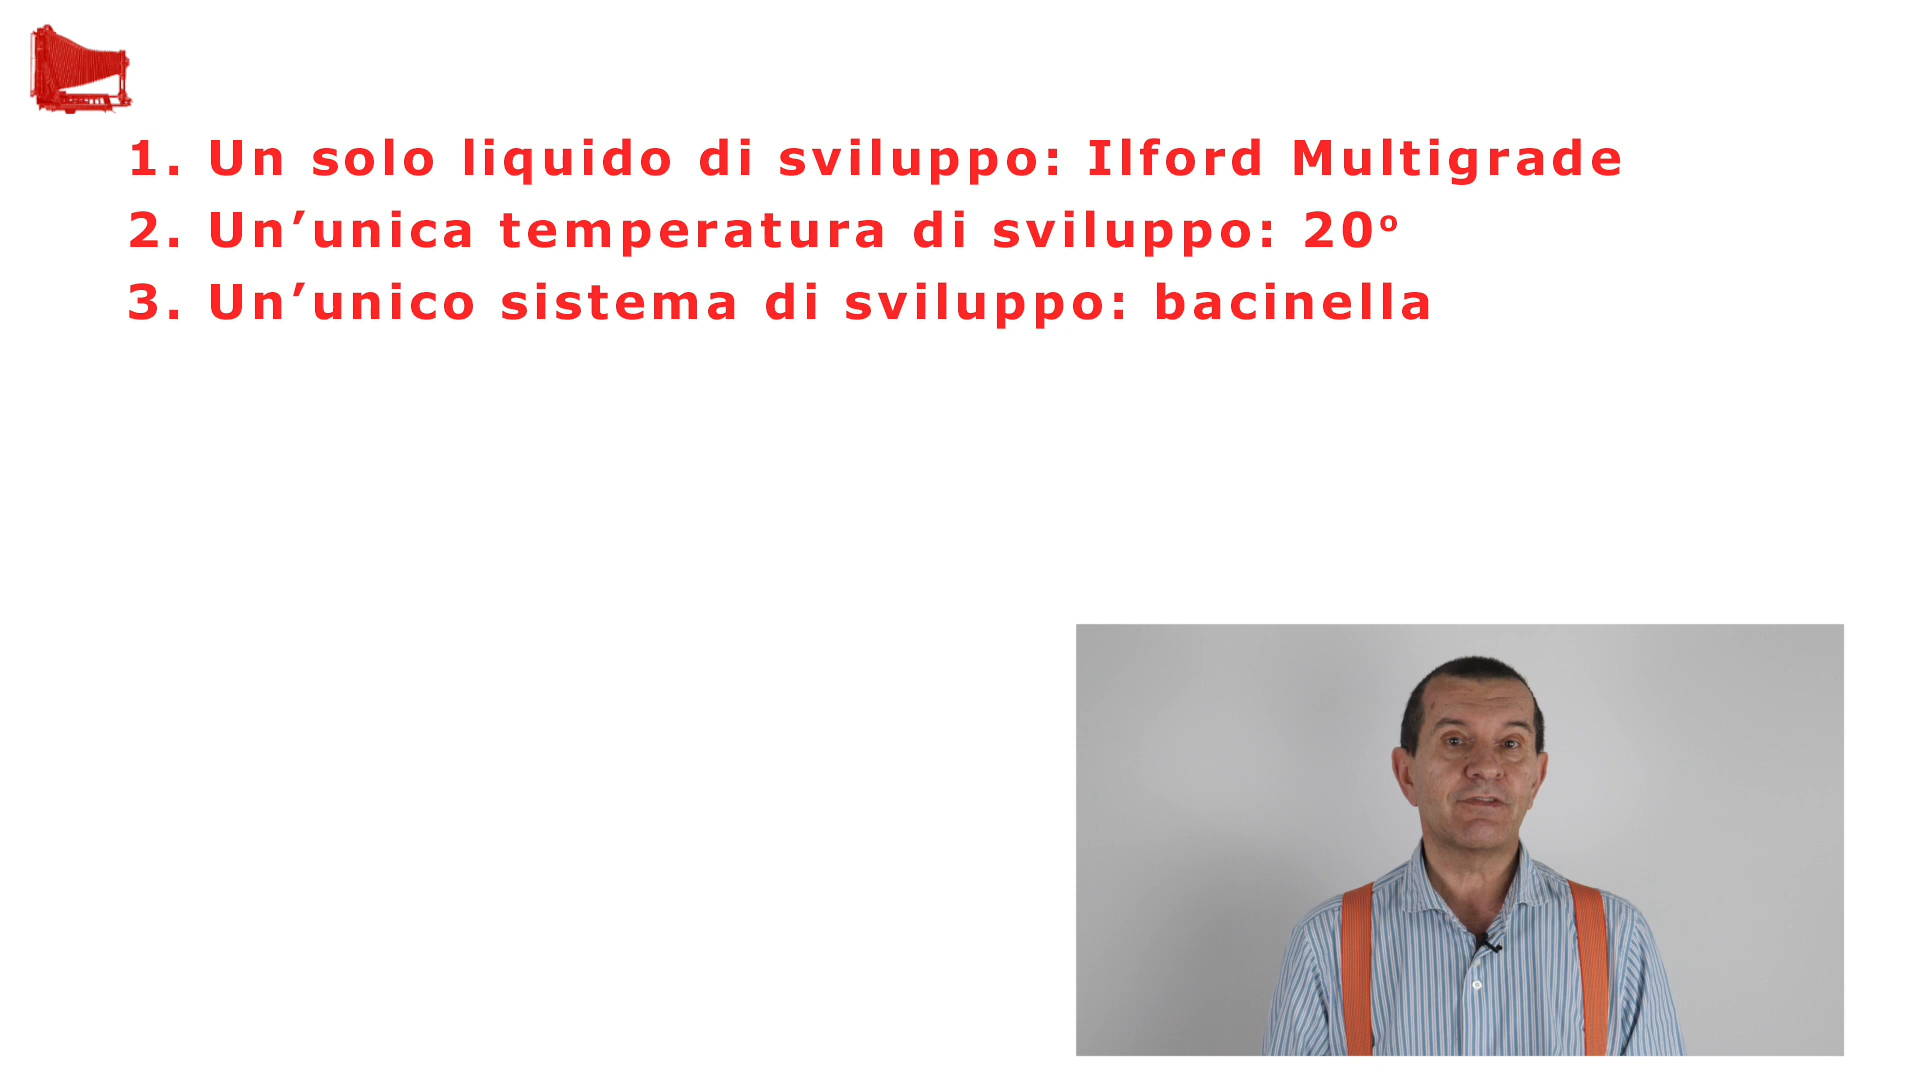 1. Un solo liquido di sviluppo: Ilford Multigrade
2. Un’unica temperatura di sviluppo: 20º
3. Un’unico sistema di sviluppo: bacinella